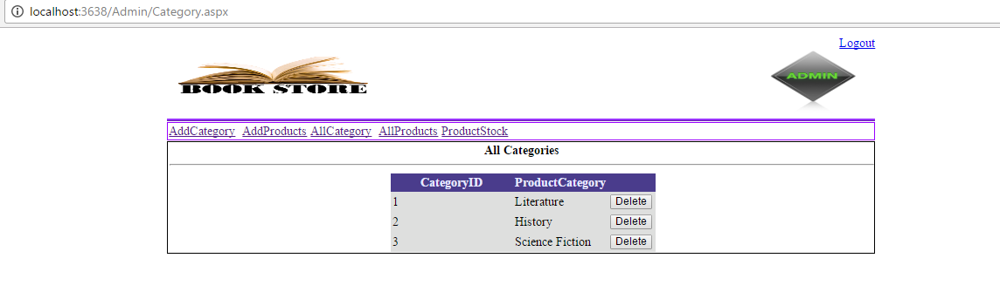 localhost:3638/Admin/Category.aspx
Logout
BOOK STORE
ADMIN
AddCategory AddProducts AllCategory AllProducts ProductStock
All Categories
CategoryID ProductCategory
1 Literature Delete
2 History Delete
3 Science Fiction Delete